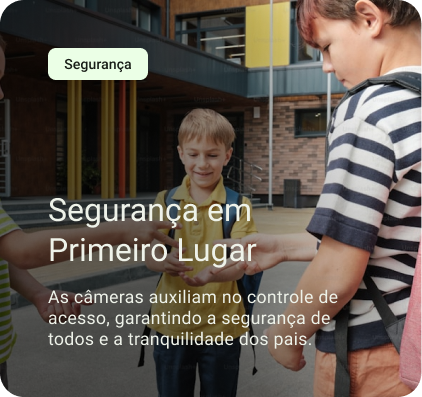 Segurança
Segurança em
Primeiro Lugar
As câmeras auxiliam no controle de
acesso, garantindo a segurança de
todos e a tranquilidade dos pais.